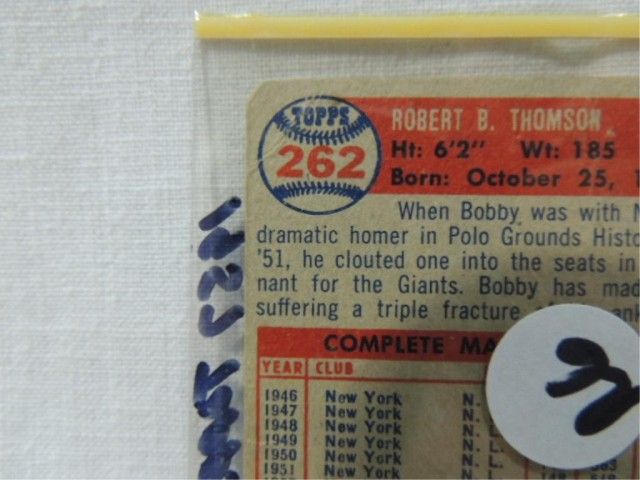 TOPPS
262
ROBERT B. THOMSON
Ht: 6'2" Wt: 185
Born: October 25, 1
When Bobby was with
dramatic homer in Polo Grounds Histo
'51, he clouted one into the seats in
nant for the Giants. Bobby has mad
suffering a triple fracture
COMPLETE MA
YEAR CLUB
1946 New York N.
1947 New York N.
1948 New York N. L.
1949 New York N. L.
1950 New York N. L.
1951 New York N. L.